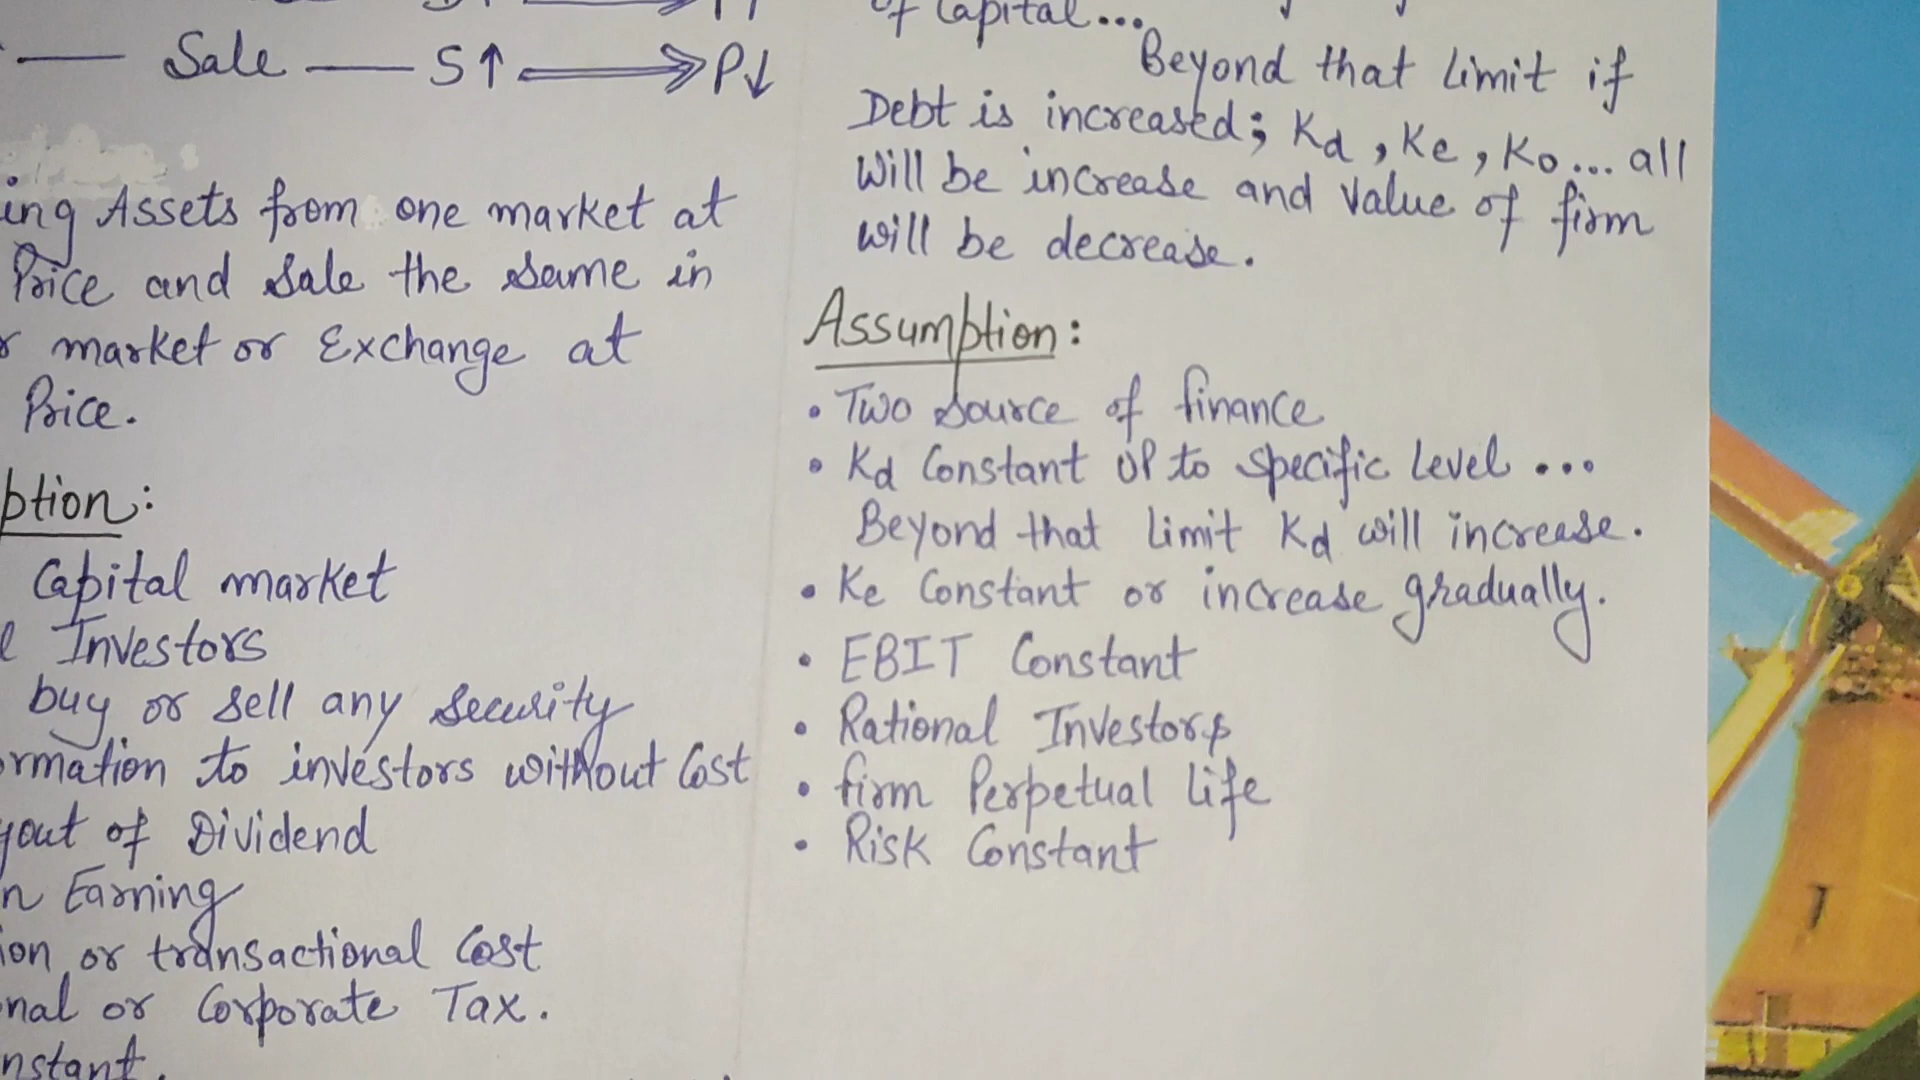 — Sale — S↑ ⟹ P↓
ing Assets from one market at
Price and Sale the Same in
r market or Exchange at
Price.
ption:
Capital market
l Investors
buy or Sell any Security
ormation to investors without Cost
yout of Dividend
n Earning
ion or transactional Cost
onal or Corporate Tax.
nstant.
of Capital...
Beyond that Limit if
Debt is increased; Kd, Ke, Ko... all
will be increase and value of firm
will be decrease.
Assumption:
• Two Source of finance
• Kd Constant UP to Specific Level ...
Beyond that Limit Kd will increase.
• Ke Constant or increase gradually.
• EBIT Constant
• Rational Investors
• firm Perpetual Life
• Risk Constant